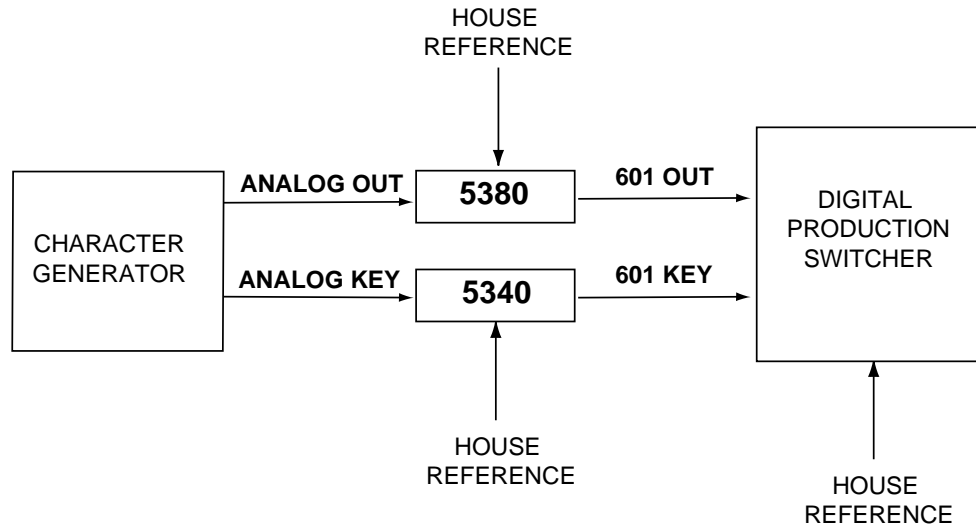 HOUSE
REFERENCE
ANALOG OUT
5380
601 OUT
CHARACTER
GENERATOR
DIGITAL
PRODUCTION
SWITCHER
ANALOG KEY
5340
601 KEY
HOUSE
REFERENCE
HOUSE
REFERENCE